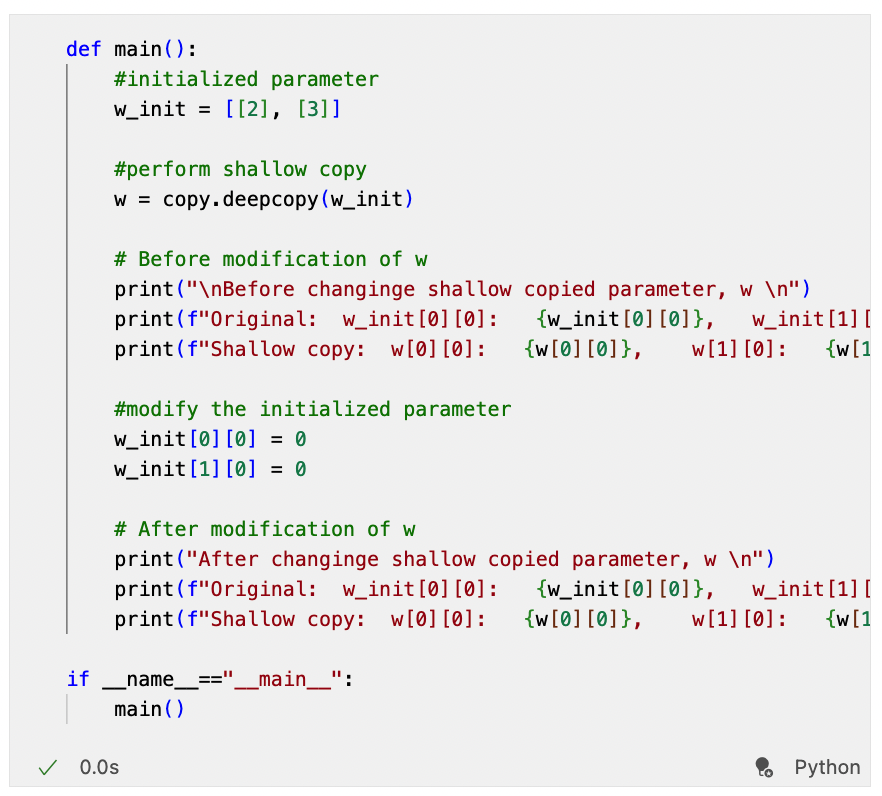 def main():
#initialized parameter
w_init = [[2], [3]]
#perform shallow copy
w = copy.deepcopy(w_init)
# Before modification of w
print("\nBefore changinge shallow copied parameter, w \n")
print(f"Original:  w_init[0][0]:   {w_init[0][0]},   w_init[1][
print(f"Shallow copy:  w[0][0]:   {w[0][0]},    w[1][0]:   {w[1
#modify the initialized parameter
w_init[0][0] = 0
w_init[1][0] = 0
# After modification of w
print("After changinge shallow copied parameter, w \n")
print(f"Original:  w_init[0][0]:   {w_init[0][0]},   w_init[1][
print(f"Shallow copy:  w[0][0]:   {w[0][0]},    w[1][0]:   {w[1
if __name__=="__main__":
main()
0.0s Python